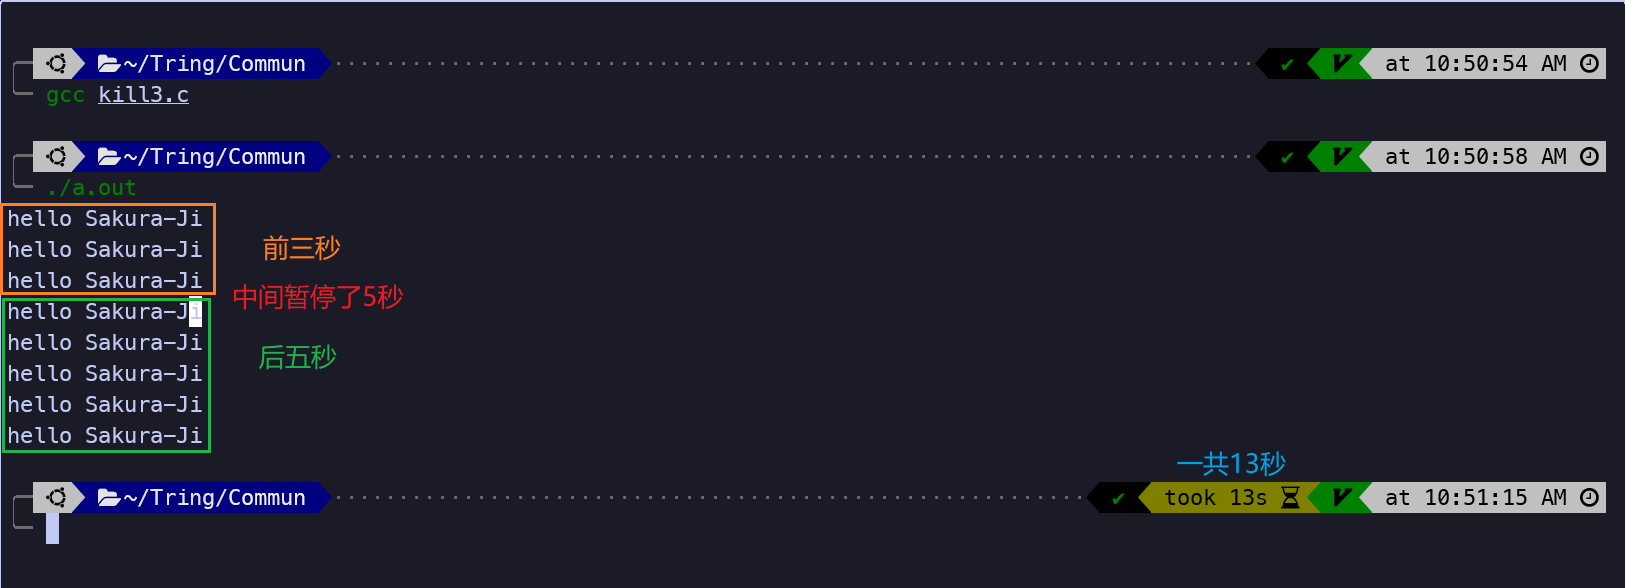 ~/Tring/Commun ✔ V at 10:50:54 AM
gcc kill3.c
~/Tring/Commun ✔ V at 10:50:58 AM
./a.out
hello Sakura-Ji
hello Sakura-Ji
前三秒
hello Sakura-Ji
中间暂停了5秒
hello Sakura-Ji
hello Sakura-Ji
后五秒
hello Sakura-Ji
hello Sakura-Ji
hello Sakura-Ji
一共13秒
~/Tring/Commun ✔ took 13s V at 10:51:15 AM